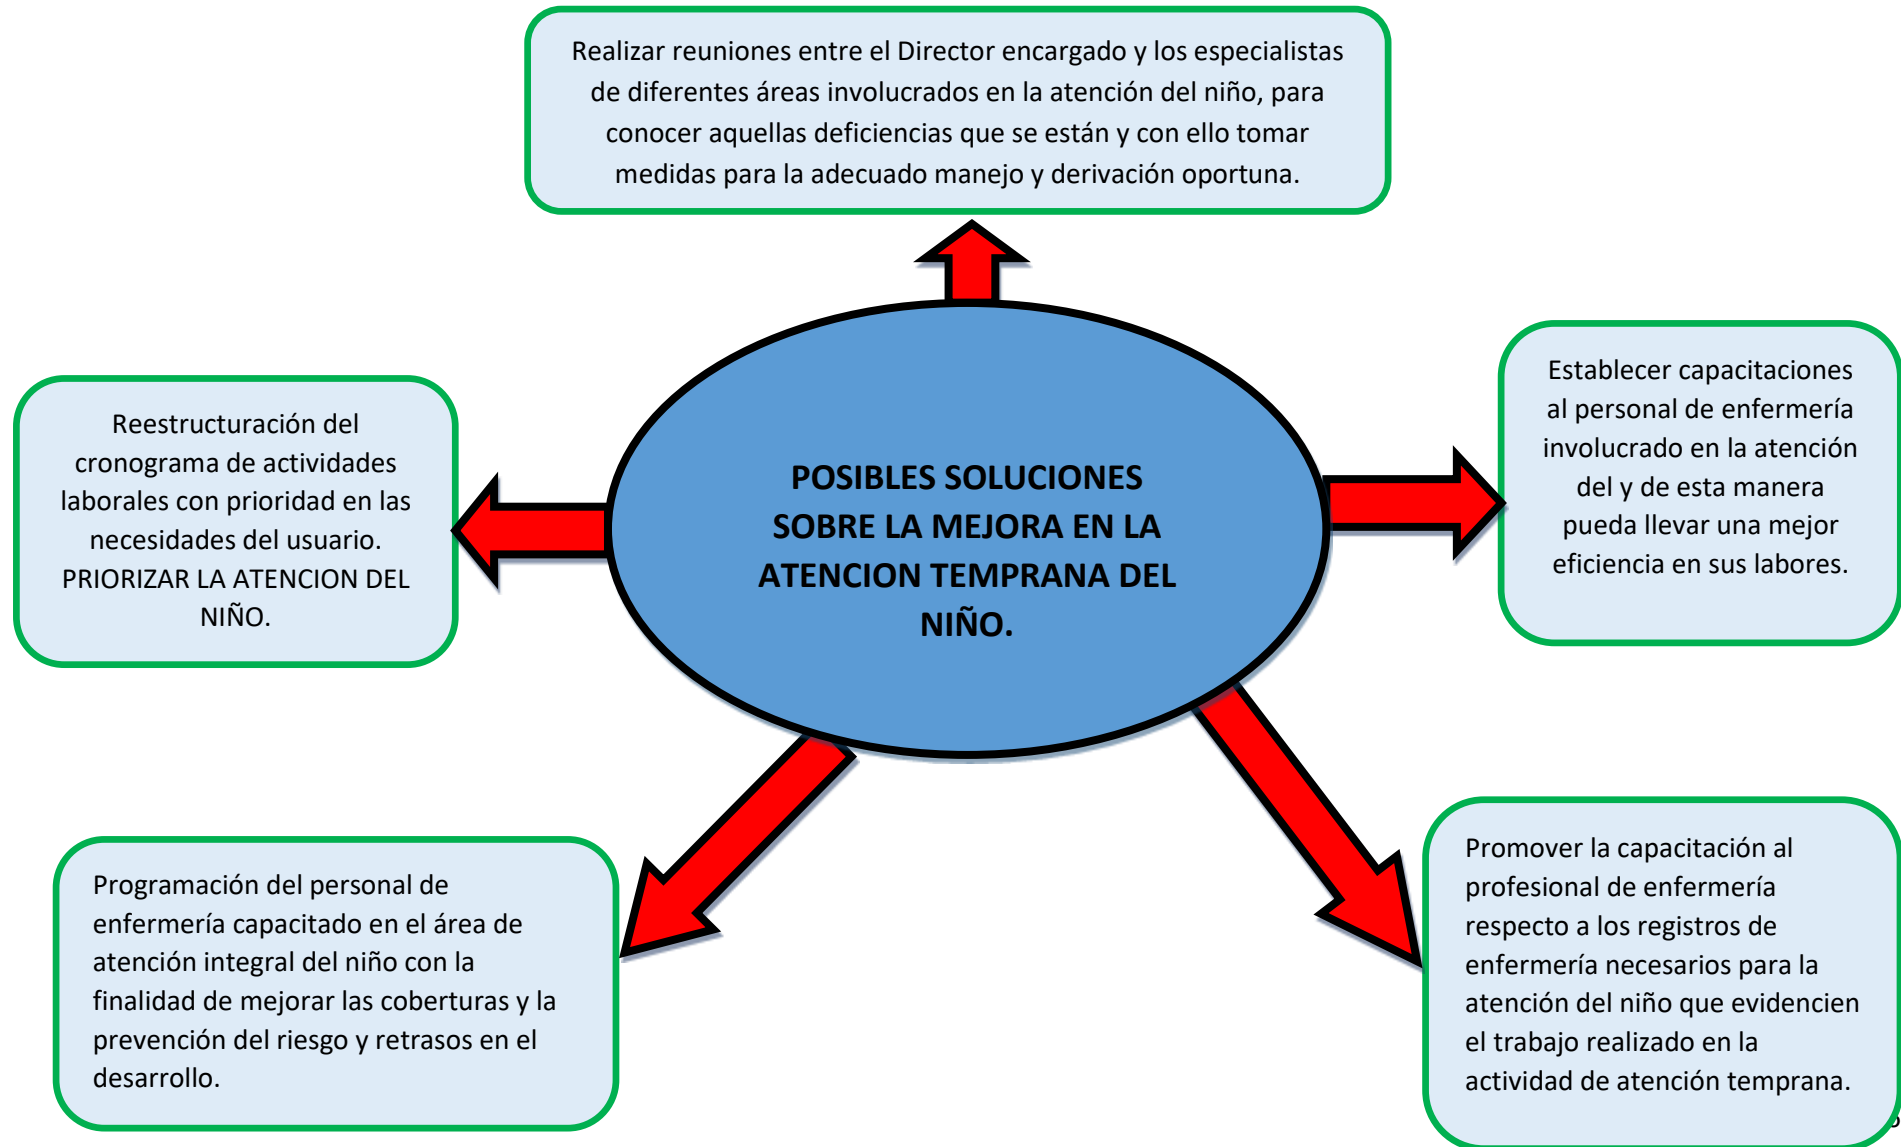 Realizar reuniones entre el Director encargado y los especialistas
de diferentes áreas involucrados en la atención del niño, para
conocer aquellas deficiencias que se están y con ello tomar
medidas para la adecuado manejo y derivación oportuna.
Reestructuración del
cronograma de actividades
laborales con prioridad en las
necesidades del usuario.
PRIORIZAR LA ATENCION DEL
NIÑO.
POSIBLES SOLUCIONES
SOBRE LA MEJORA EN LA
ATENCION TEMPRANA DEL
NIÑO.
Establecer capacitaciones
al personal de enfermería
involucrado en la atención
del y de esta manera
pueda llevar una mejor
eficiencia en sus labores.
Programación del personal de
enfermería capacitado en el área de
atención integral del niño con la
finalidad de mejorar las coberturas y la
prevención del riesgo y retrasos en el
desarrollo.
Promover la capacitación al
profesional de enfermería
respecto a los registros de
enfermería necesarios para la
atención del niño que evidencien
el trabajo realizado en la
actividad de atención temprana.